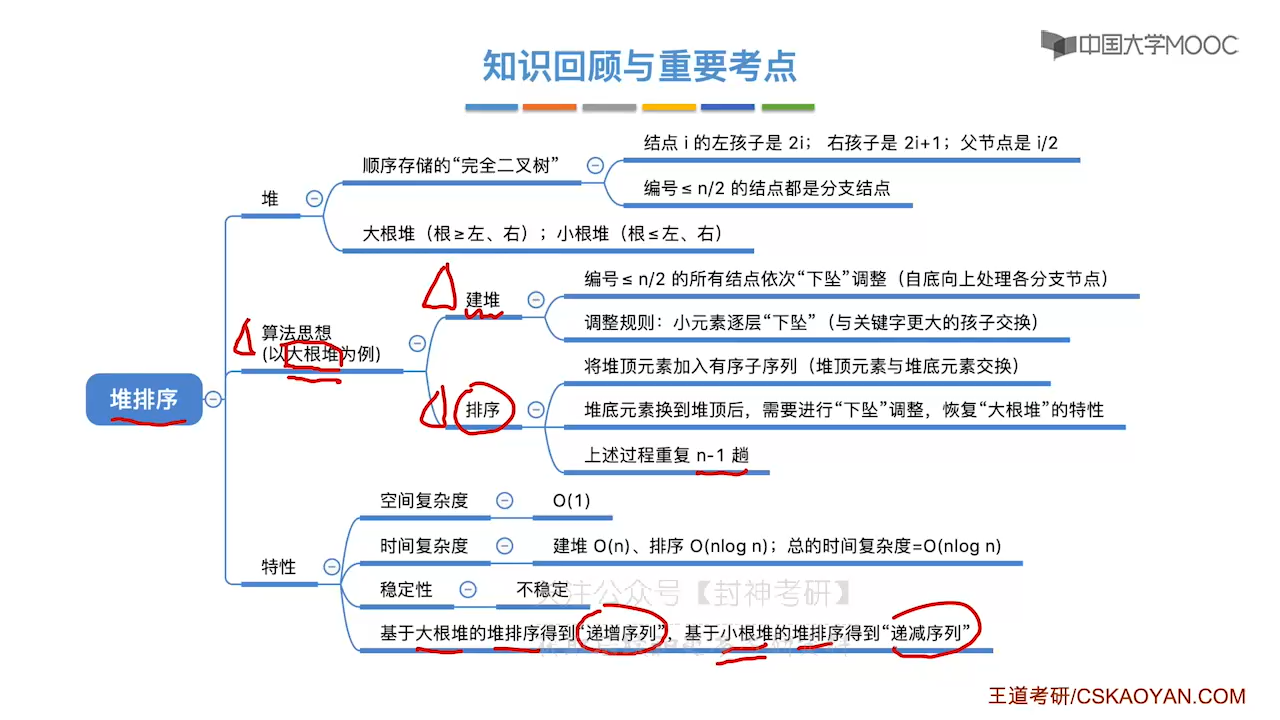 中国大学MOOC
知识回顾与重要考点
堆排序
堆
顺序存储的“完全二叉树”
结点 i 的左孩子是 2i； 右孩子是 2i+1；父节点是 i/2
编号≤ n/2 的结点都是分支结点
大根堆（根≥左、右）；小根堆（根≤左、右）
算法思想
(以大根堆为例)
建堆
编号≤ n/2 的所有结点依次“下坠”调整（自底向上处理各分支节点）
调整规则：小元素逐层“下坠”（与关键字更大的孩子交换）
排序
将堆顶元素加入有序子序列（堆顶元素与堆底元素交换）
堆底元素换到堆顶后，需要进行“下坠”调整，恢复“大根堆”的特性
上述过程重复 n-1 趟
特性
空间复杂度
O(1)
时间复杂度
建堆 O(n)、排序 O(nlog n)；总的时间复杂度=O(nlog n)
稳定性
不稳定
关注公众号【封神考研】
基于大根堆的堆排序得到“递增序列”，基于小根堆的堆排序得到“递减序列”
王道考研/CSKAOYAN.COM